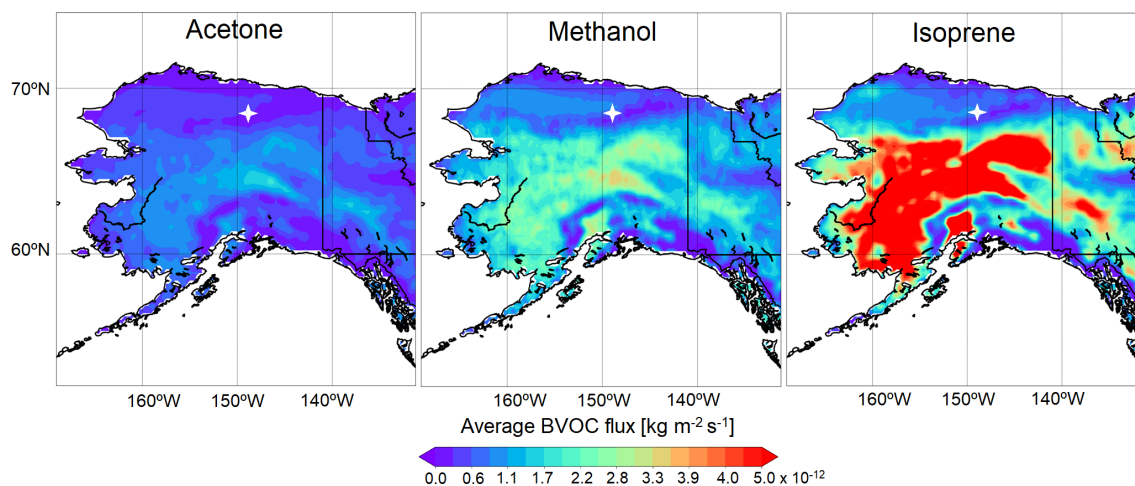 Acetone
Methanol
Isoprene
70ºN
60ºN
160ºW 150ºW 140ºW
160ºW 150ºW 140ºW
160ºW 150ºW 140ºW
Average BVOC flux [kg m⁻² s⁻¹]
0.0 0.6 1.1 1.7 2.2 2.8 3.3 3.9 4.0 5.0 x 10⁻¹²